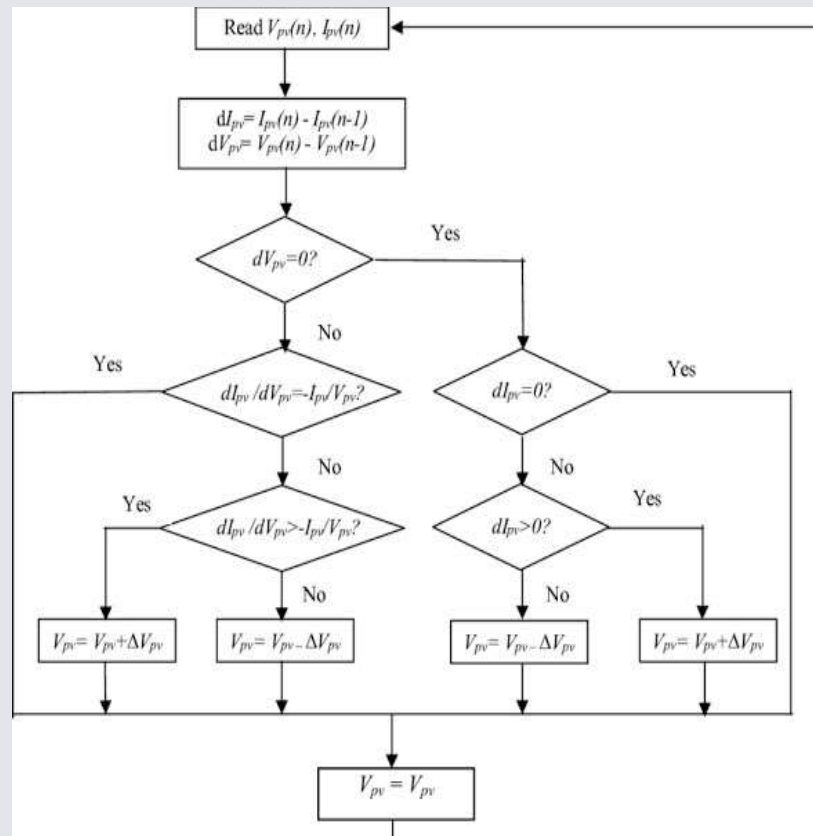 Read Vpv(n), Ipv(n)
dIpv= Ipv(n) - Ipv(n-1)
dVpv= Vpv(n) - Vpv(n-1)
Yes
dVpv=0?
No
Yes
Yes
dIpv/dVpv=-Ipv/Vpv?
dIpv=0?
No
No
Yes
Yes
dIpv/dVpv>-Ipv/Vpv?
dIpv>0?
No
No
Vpv= Vpv+ΔVpv
Vpv= Vpv- ΔVpv
Vpv= Vpv- ΔVpv
Vpv= Vpv+ΔVpv
Vpv = Vpv